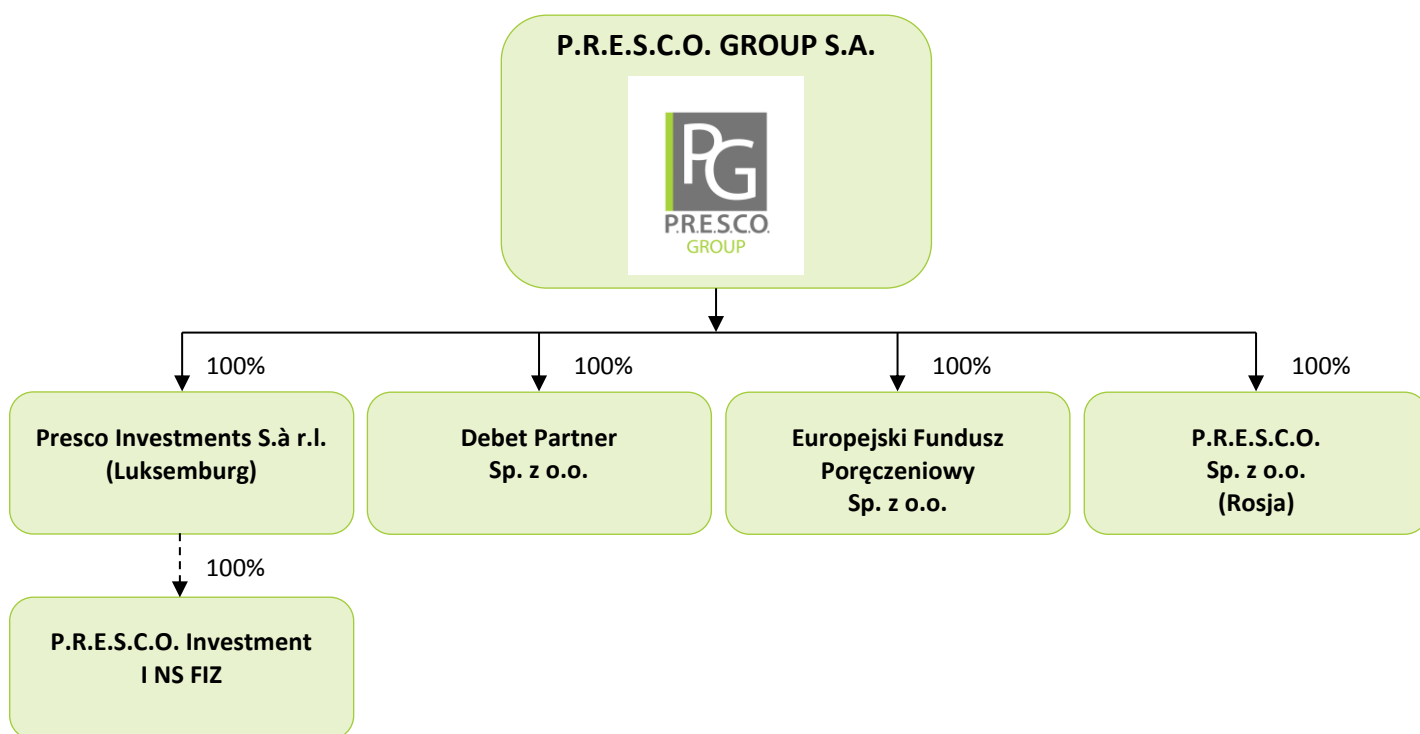 P.R.E.S.C.O. GROUP S.A.
PG
P.R.E.S.C.O.
GROUP
100%
100%
100%
100%
Presco Investments S.à r.l.
(Luksemburg)
Debet Partner
Sp. z o.o.
Europejski Fundusz
Poręczeniowy
Sp. z o.o.
P.R.E.S.C.O.
Sp. z o.o.
(Rosja)
100%
P.R.E.S.C.O. Investment
I NS FIZ